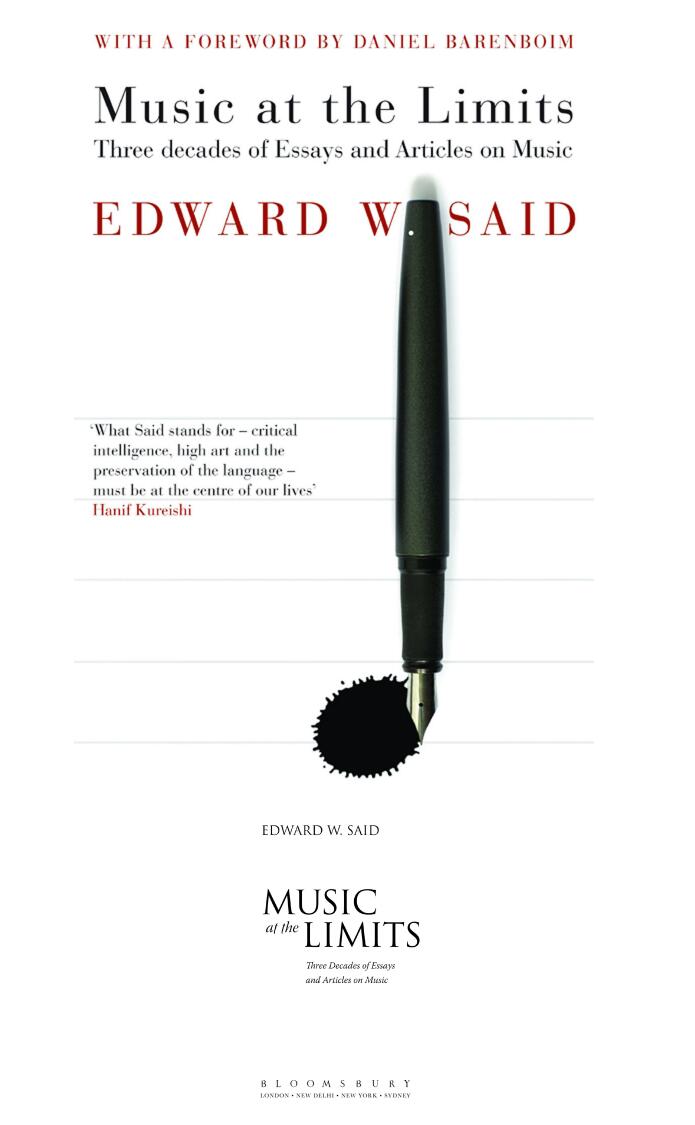 WITH A FOREWORD BY DANIEL BARENBOIM
Music at the Limits
Three decades of Essays and Articles on Music
EDWARD W SAID
‘What Said stands for – critical
intelligence, high art and the
preservation of the language –
must be at the centre of our lives’
Hanif Kureishi
EDWARD W. SAID
MUSIC
at the LIMITS
Three Decades of Essays
and Articles on Music
BLOOMSBURY
LONDON • NEW DELHI • NEW YORK • SYDNEY